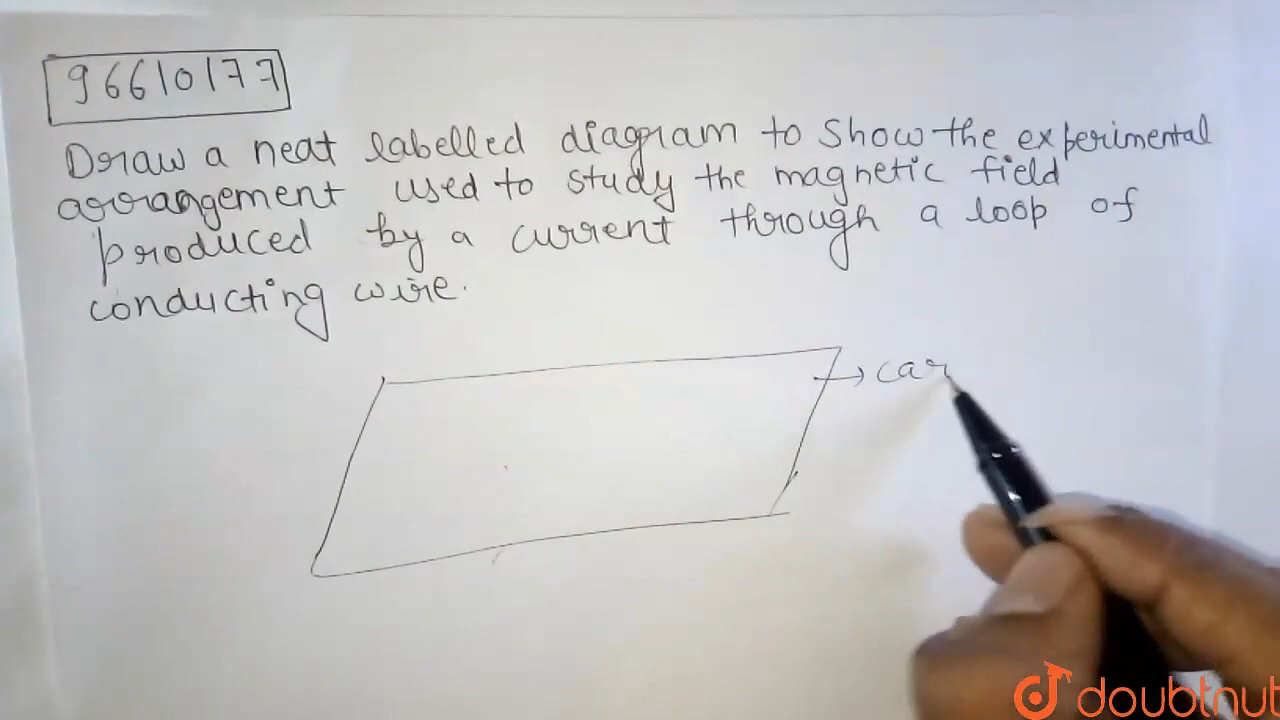 96610177
Draw a neat labelled diagram to show the experimental
arrangement used to study the magnetic field
produced by a current through a loop of
conducting wire.
→ car
doubtnut